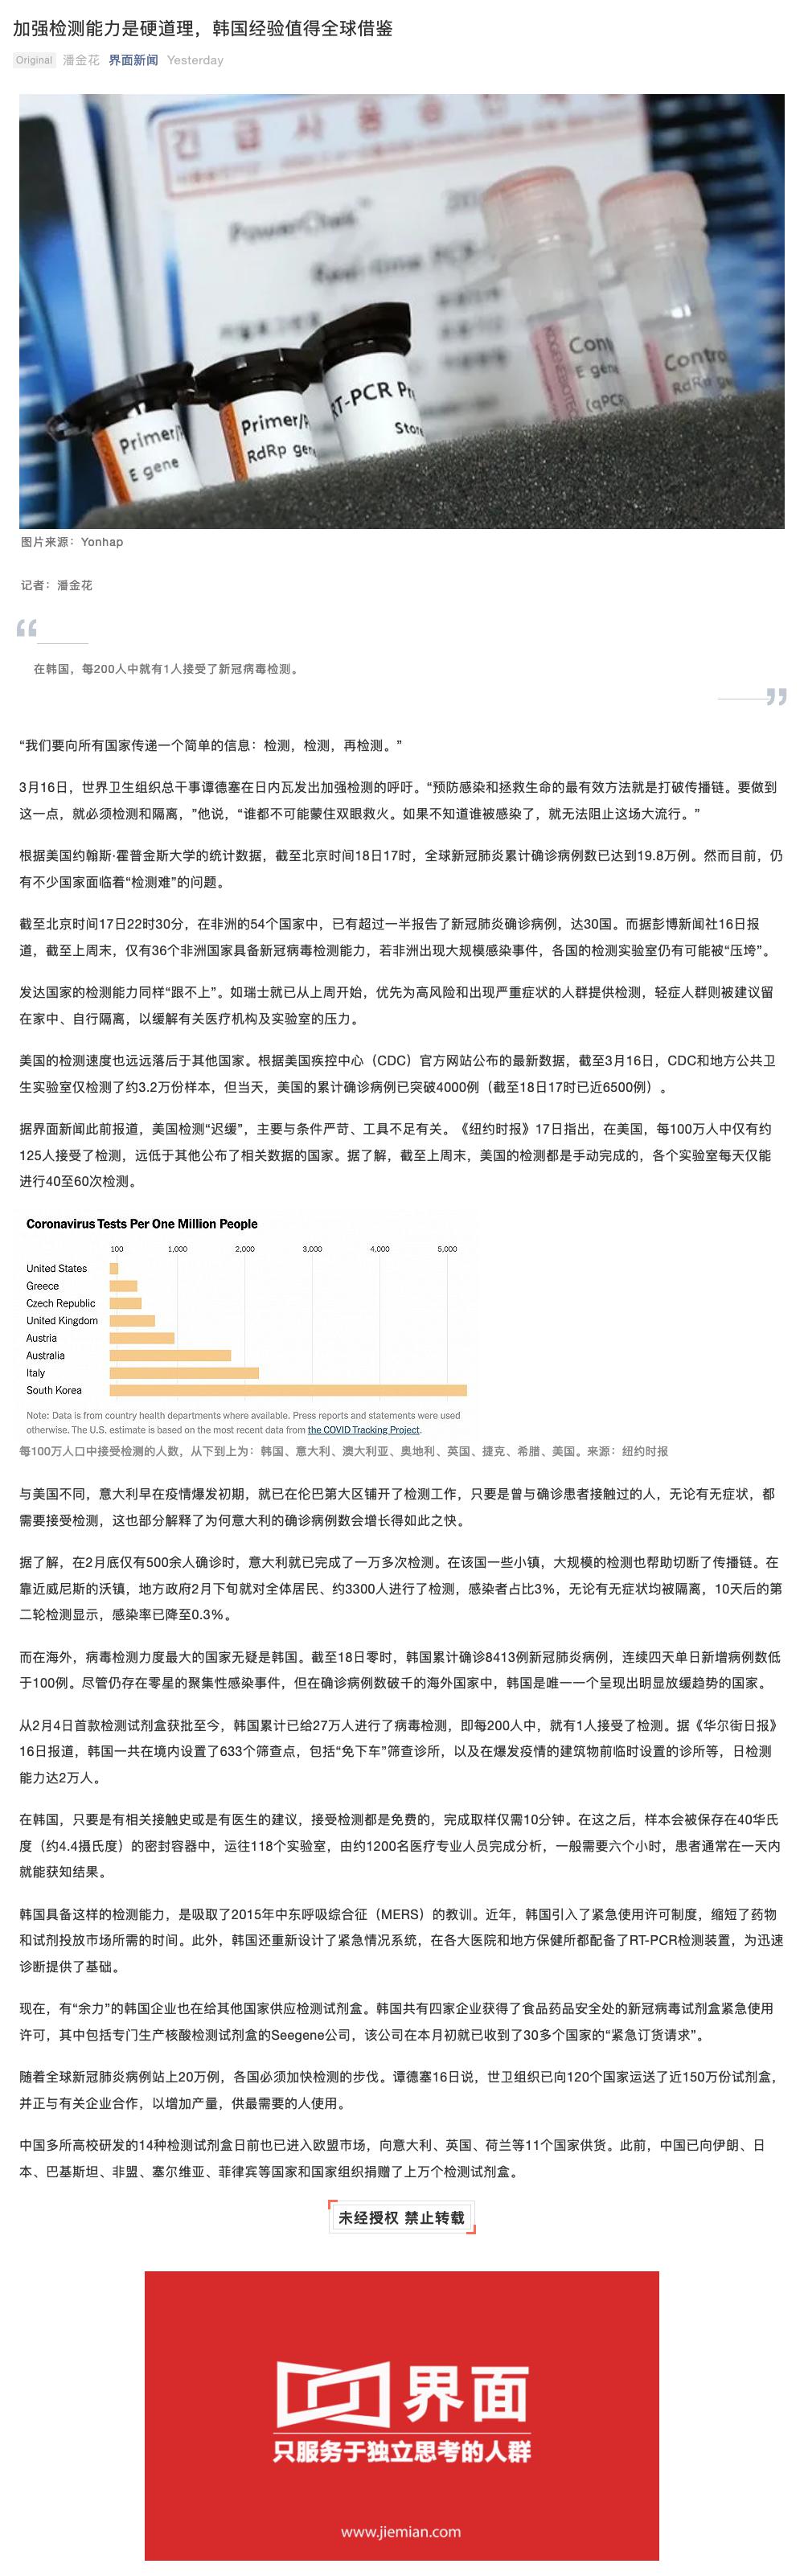 加强检测能力是硬道理，韩国经验值得全球借鉴
Original 潘金花 界面新闻 Yesterday
긴급사용승인
PowerChek™
Real-time PCR
Primer/P
E gene
Primer/P
RdRp gene
RT-PCR Pr
Store
Cont
E gene
(qPCR
Contro
RdRp g
图片来源：Yonhap
记者：潘金花
“
在韩国，每200人中就有1人接受了新冠病毒检测。
”
“我们要向所有国家传递一个简单的信息：检测，检测，再检测。”
3月16日，世界卫生组织总干事谭德塞在日内瓦发出加强检测的呼吁。“预防感染和拯救生命的最有效方法就是打破传播链。要做到
这一点，就必须检测和隔离，”他说，“谁都不可能蒙住双眼救火。如果不知道谁被感染了，就无法阻止这场大流行。”
根据美国约翰斯·霍普金斯大学的统计数据，截至北京时间18日17时，全球新冠肺炎累计确诊病例数已达到19.8万例。然而目前，仍
有不少国家面临着“检测难”的问题。
截至北京时间17日22时30分，在非洲的54个国家中，已有超过一半报告了新冠肺炎确诊病例，达30国。而据彭博新闻社16日报
道，截至上周末，仅有36个非洲国家具备新冠病毒检测能力，若非洲出现大规模感染事件，各国的检测实验室仍有可能被“压垮”。
发达国家的检测能力同样“跟不上”。如瑞士就已从上周开始，优先为高风险和出现严重症状的人群提供检测，轻症人群则被建议留
在家中、自行隔离，以缓解有关医疗机构及实验室的压力。
美国的检测速度也远远落后于其他国家。根据美国疾控中心（CDC）官方网站公布的最新数据，截至3月16日，CDC和地方公共卫
生实验室仅检测了约3.2万份样本，但当天，美国的累计确诊病例已突破4000例（截至18日17时已近6500例）。
据界面新闻此前报道，美国检测“迟缓”，主要与条件严苛、工具不足有关。《纽约时报》17日指出，在美国，每100万人中仅有约
125人接受了检测，远低于其他公布了相关数据的国家。据了解，截至上周末，美国的检测都是手动完成的，各个实验室每天仅能
进行40至60次检测。
Coronavirus Tests Per One Million People
100 1,000 2,000 3,000 4,000 5,000
United States
Greece
Czech Republic
United Kingdom
Austria
Australia
Italy
South Korea
Note: Data is from country health departments where available. Press reports and statements were used
otherwise. The U.S. estimate is based on the most recent data from the COVID Tracking Project.
每100万人口中接受检测的人数，从下到上为：韩国、意大利、澳大利亚、奥地利、英国、捷克、希腊、美国。来源：纽约时报
与美国不同，意大利早在疫情爆发初期，就已在伦巴第大区铺开了检测工作，只要是曾与确诊患者接触过的人，无论有无症状，都
需要接受检测，这也部分解释了为何意大利的确诊病例数会增长得如此之快。
据了解，在2月底仅有500余人确诊时，意大利就已完成了一万多次检测。在该国一些小镇，大规模的检测也帮助切断了传播链。在
靠近威尼斯的沃镇，地方政府2月下旬就对全体居民、约3300人进行了检测，感染者占比3%，无论有无症状均被隔离，10天后的第
二轮检测显示，感染率已降至0.3%。
而在海外，病毒检测力度最大的国家无疑是韩国。截至18日零时，韩国累计确诊8413例新冠肺炎病例，连续四天单日新增病例数低
于100例。尽管仍存在零星的聚集性感染事件，但在确诊病例数破千的海外国家中，韩国是唯一一个呈现出明显放缓趋势的国家。
从2月4日首款检测试剂盒获批至今，韩国累计已给27万人进行了病毒检测，即每200人中，就有1人接受了检测。据《华尔街日报》
16日报道，韩国一共在境内设置了633个筛查点，包括“免下车”筛查诊所，以及在爆发疫情的建筑物前临时设置的诊所等，日检测
能力达2万人。
在韩国，只要是有相关接触史或是有医生的建议，接受检测都是免费的，完成取样仅需10分钟。在这之后，样本会被保存在40华氏
度（约4.4摄氏度）的密封容器中，运往118个实验室，由约1200名医疗专业人员完成分析，一般需要六个小时，患者通常在一天内
就能获知结果。
韩国具备这样的检测能力，是吸取了2015年中东呼吸综合征（MERS）的教训。近年，韩国引入了紧急使用许可制度，缩短了药物
和试剂投放市场所需的时间。此外，韩国还重新设计了紧急情况系统，在各大医院和地方保健所都配备了RT-PCR检测装置，为迅速
诊断提供了基础。
现在，有“余力”的韩国企业也在给其他国家供应检测试剂盒。韩国共有四家企业获得了食品药品安全处的新冠病毒试剂盒紧急使用
许可，其中包括专门生产核酸检测试剂盒的Seegene公司，该公司在本月初就已收到了30多个国家的“紧急订货请求”。
随着全球新冠肺炎病例站上20万例，各国必须加快检测的步伐。谭德塞16日说，世卫组织已向120个国家运送了近150万份试剂盒，
并正与有关企业合作，以增加产量，供最需要的人使用。
中国多所高校研发的14种检测试剂盒日前也已进入欧盟市场，向意大利、英国、荷兰等11个国家供货。此前，中国已向伊朗、日
本、巴基斯坦、非盟、塞尔维亚、菲律宾等国家和国家组织捐赠了上万个检测试剂盒。
未经授权 禁止转载
界面
只服务于独立思考的人群
www.jiemian.com